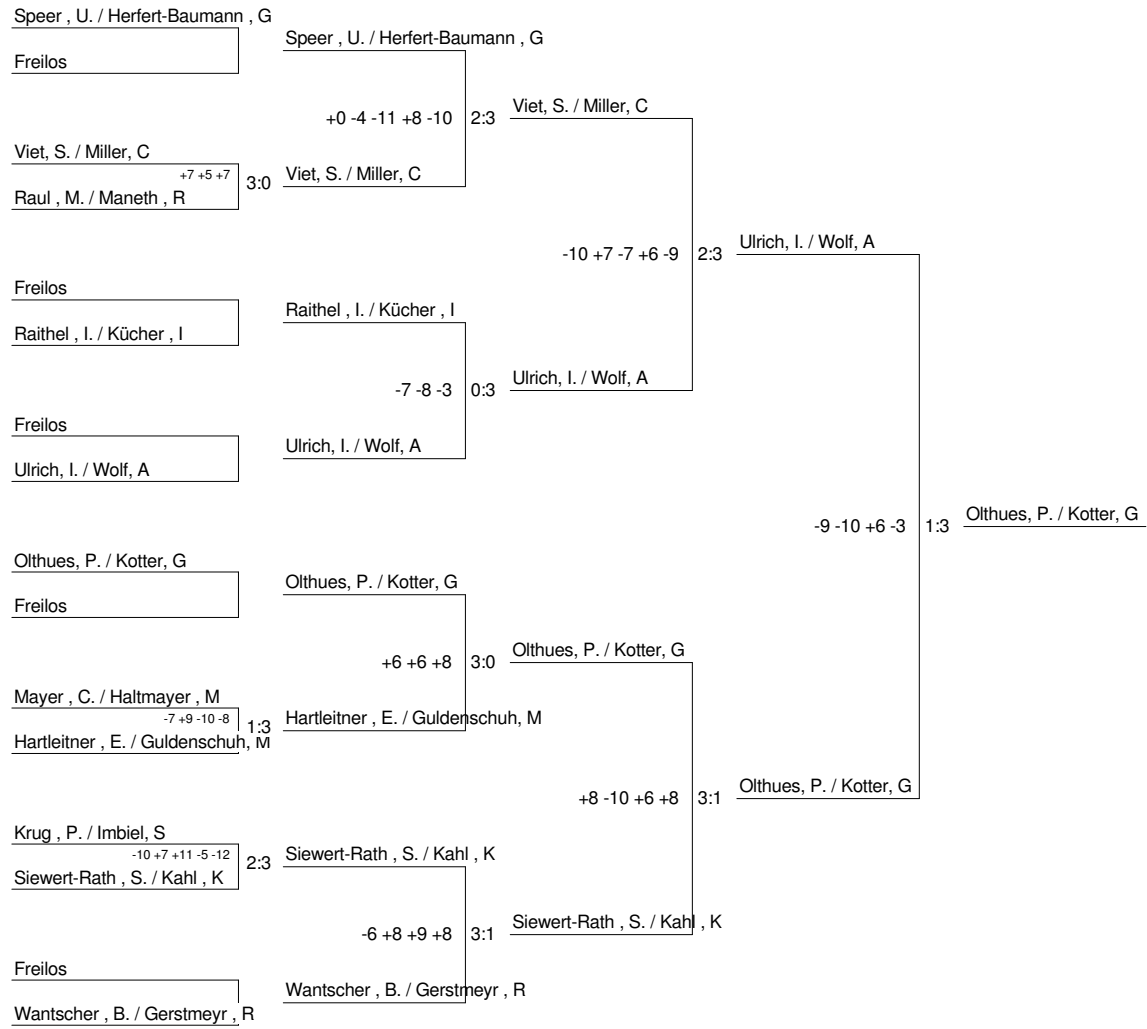 Speer , U. / Herfert-Baumann , G
Speer , U. / Herfert-Baumann , G
Freilos
+0 -4 -11 +8 -10 2:3 Viet, S. / Miller, C
Viet, S. / Miller, C
+7 +5 +7 3:0 Viet, S. / Miller, C
Raul , M. / Maneth , R
-10 +7 -7 +6 -9 2:3 Ulrich, I. / Wolf, A
Freilos
Raithel , I. / Kücher , I
Raithel , I. / Kücher , I
-7 -8 -3 0:3 Ulrich, I. / Wolf, A
Freilos
Ulrich, I. / Wolf, A
Ulrich, I. / Wolf, A
-9 -10 +6 -3 1:3 Olthues, P. / Kotter, G
Olthues, P. / Kotter, G
Olthues, P. / Kotter, G
Freilos
+6 +6 +8 3:0 Olthues, P. / Kotter, G
Mayer , C. / Haltmayer , M
-7 +9 -10 -8 1:3 Hartleitner , E. / Guldenschuh, M
Hartleitner , E. / Guldenschuh, M
+8 -10 +6 +8 3:1 Olthues, P. / Kotter, G
Krug , P. / Imbiel, S
-10 +7 +11 -5 -12 2:3 Siewert-Rath , S. / Kahl , K
Siewert-Rath , S. / Kahl , K
-6 +8 +9 +8 3:1 Siewert-Rath , S. / Kahl , K
Freilos
Wantscher , B. / Gerstmeyr , R
Wantscher , B. / Gerstmeyr , R